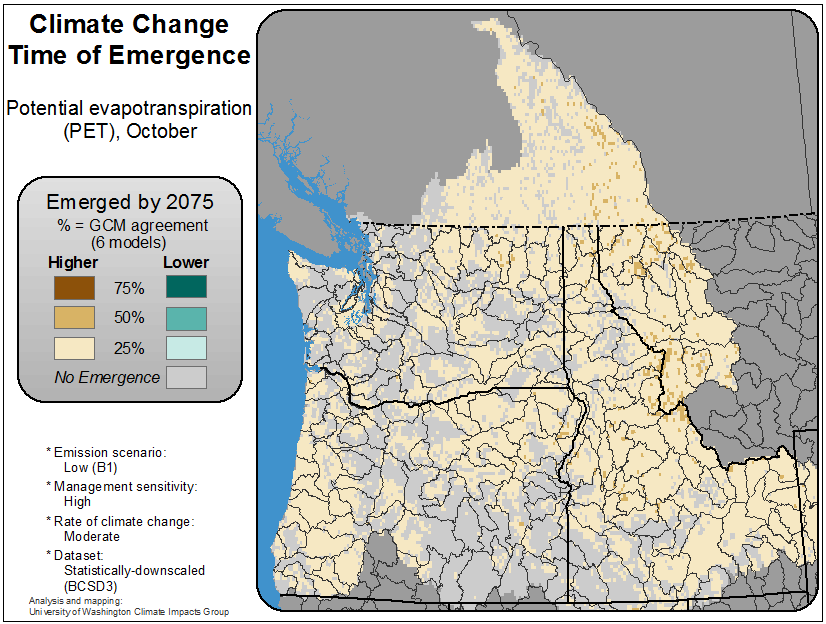 Climate Change
Time of Emergence
Potential evapotranspiration
(PET), October
Emerged by 2075
% = GCM agreement
(6 models)
Higher Lower
75%
50%
25%
No Emergence
* Emission scenario:
Low (B1)
* Management sensitivity:
High
* Rate of climate change:
Moderate
* Dataset:
Statistically-downscaled
(BCSD3)
Analysis and mapping:
University of Washington Climate Impacts Group